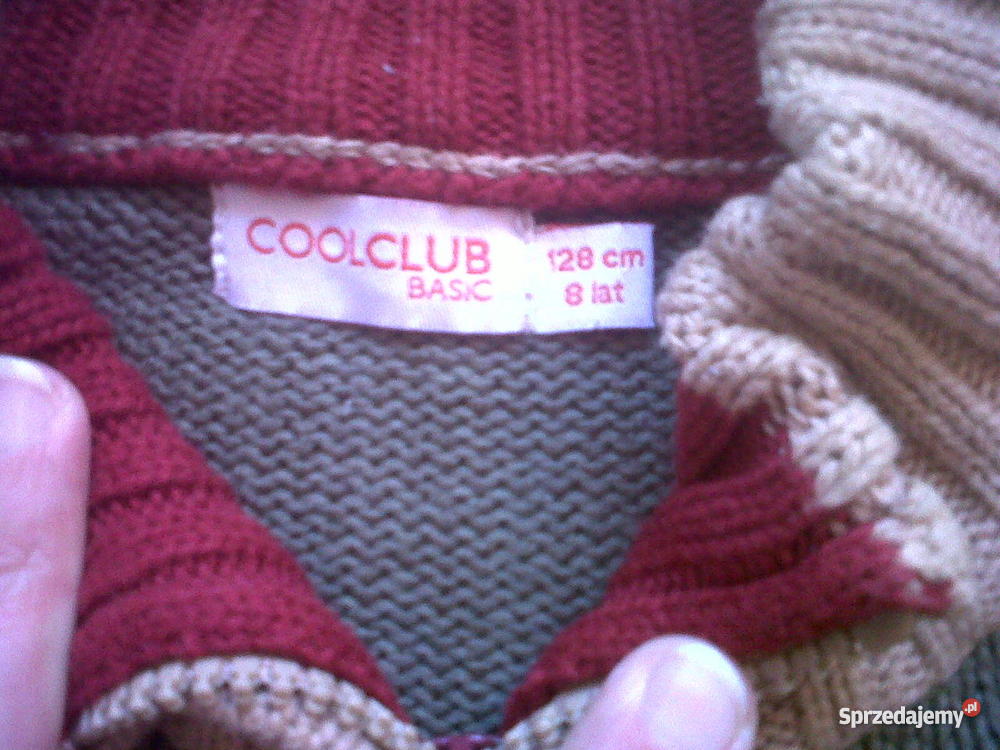 COOLCLUB
BASIC
128 cm
8 lat
Sprzedajemy.pl